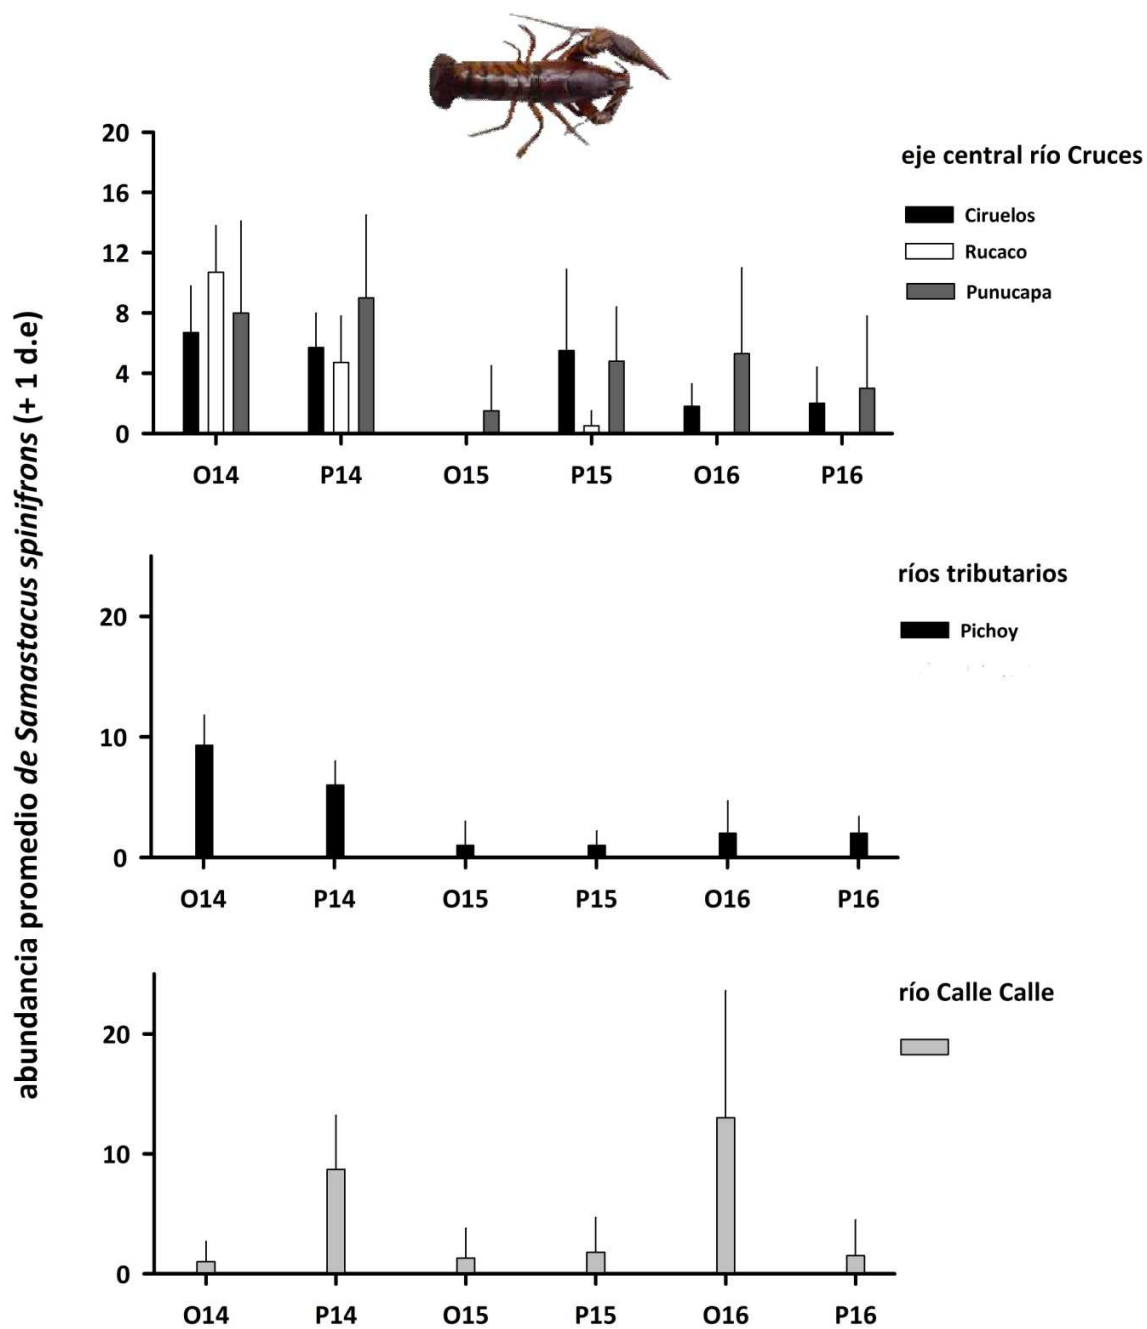 abundancia promedio de Samastacus spinifrons (+ 1 d.e)
20
16
12
8
4
0
O14 P14 O15 P15 O16 P16
eje central río Cruces
Ciruelos
Rucaco
Punucapa
20
10
0
O14 P14 O15 P15 O16 P16
ríos tributarios
Pichoy
20
10
0
O14 P14 O15 P15 O16 P16
río Calle Calle